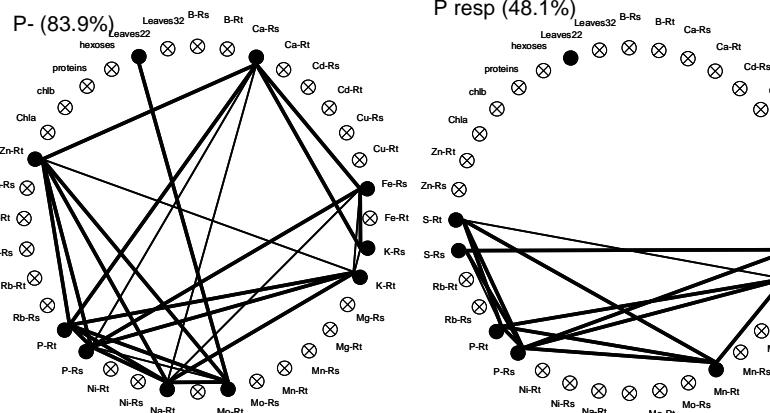 P- (83.9%)
Leaves22
Leaves32
B-Rs
B-Rt
Ca-Rs
Ca-Rt
Cd-Rs
Cd-Rt
Cu-Rs
Cu-Rt
Fe-Rs
Fe-Rt
K-Rs
K-Rt
Mg-Rs
Mg-Rt
Mn-Rs
Mn-Rt
Mo-Rs
Mo-Rt
Na-Rt
Ni-Rs
Ni-Rt
P-Rs
P-Rt
Rb-Rs
Rb-Rt
-Rs
Rt
-Rs
Zn-Rt
Chla
chlb
proteins
hexoses
P resp (48.1%)
Leaves22
Leaves32
B-Rs
B-Rt
Ca-Rs
Ca-Rt
Cd-Rs
Mn-Rs
Mn-Rt
Mo-Rs
Mo-Rt
Na-Rt
Ni-Rs
Ni-Rt
P-Rs
P-Rt
Rb-Rs
Rb-Rt
S-Rs
S-Rt
Zn-Rs
Zn-Rt
Chla
chlb
proteins
hexoses